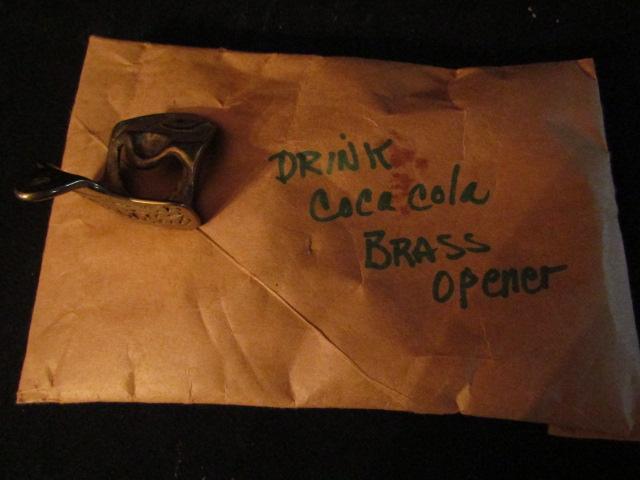 DRINK
Coca cola
BRASS
opener